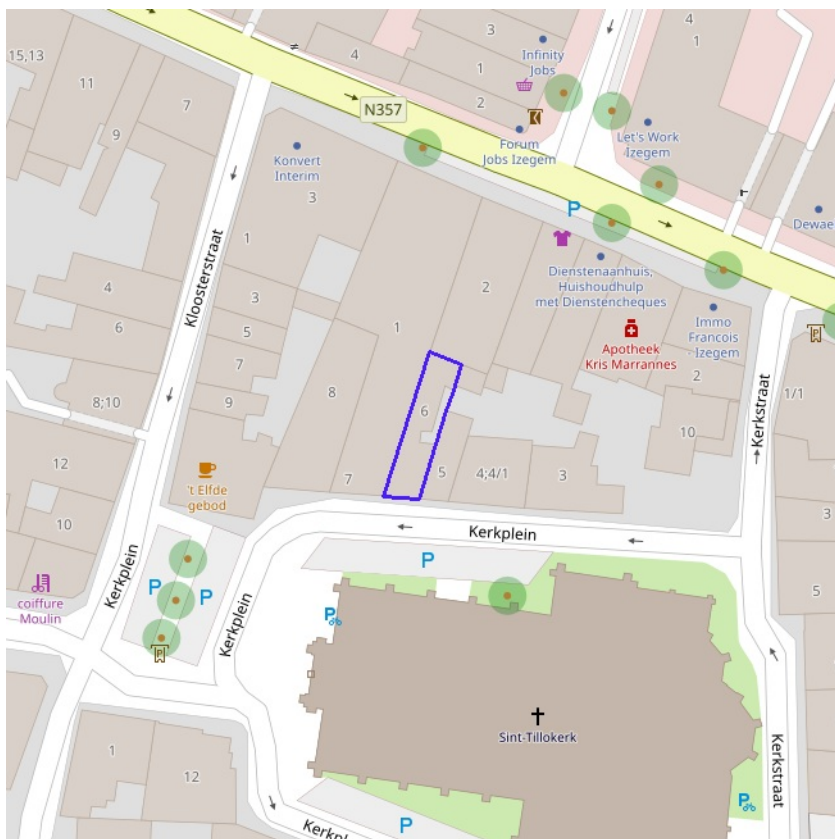 15,13
11
9
7
4
3
1
2
Infinity
Jobs
4
1
N357
Forum
Jobs Izegem
Let's Work
Izegem
Konvert
Interim
3
P
Dewae
Kloosterstraat
1
3
5
7
9
4
6
8;10
2
Dienstenaanhuis,
Huishoudhulp
met Dienstencheques
Apotheek
Kris Marrannes
Immo
Francois
- Izegem
P
1
8
6
2
10
1/1
Kerkstraat
12
10
't Elfde
gebod
7
5
4;4/1
3
3
Kerkplein
Kerkplein
P
P
P
P
Kerkplein
P
coiffure
Moulin
5
Sint-Tillokerk
Kerkstraat
1
12
P
P
Kerkpl